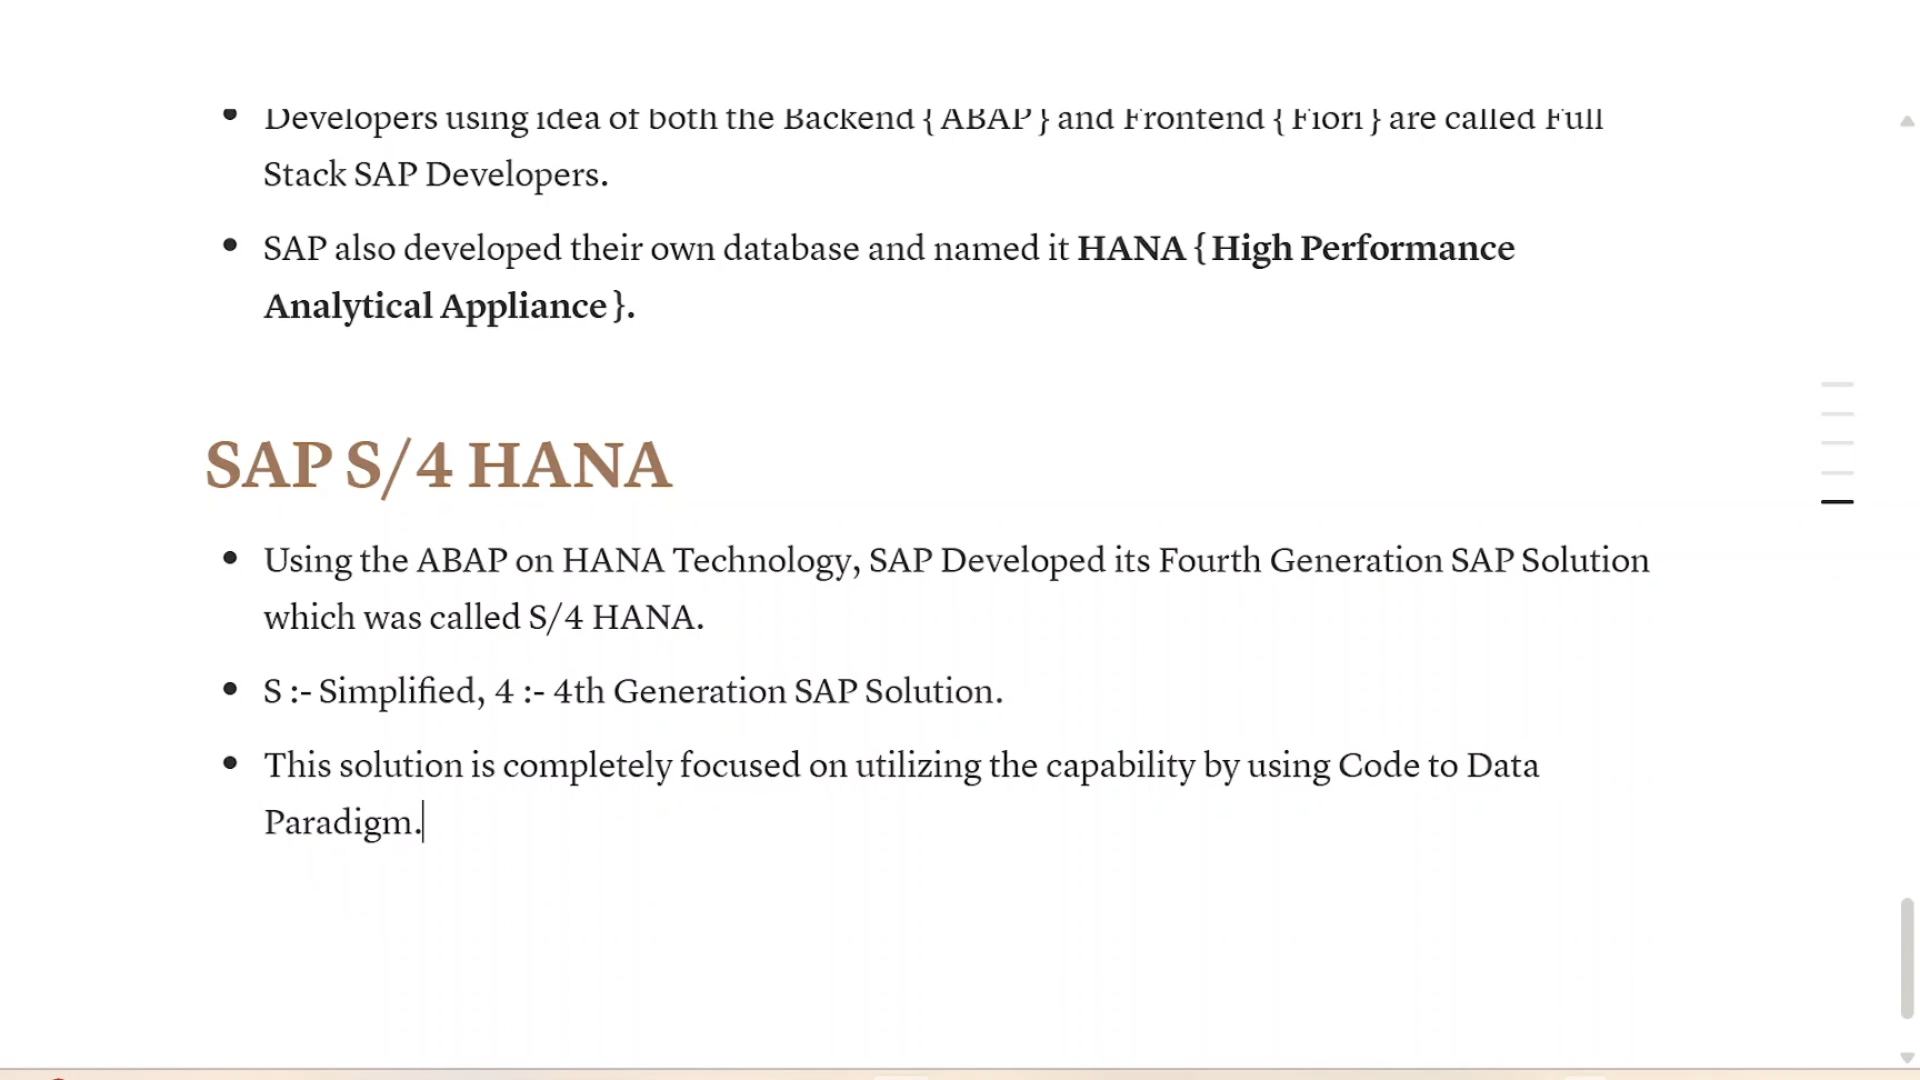 Developers using idea of both the Backend { ABAP } and Frontend { Fiori } are called Full
Stack SAP Developers.
SAP also developed their own database and named it HANA { High Performance
Analytical Appliance }.
SAP S/4 HANA
Using the ABAP on HANA Technology, SAP Developed its Fourth Generation SAP Solution
which was called S/4 HANA.
S :- Simplified, 4 :- 4th Generation SAP Solution.
This solution is completely focused on utilizing the capability by using Code to Data
Paradigm.